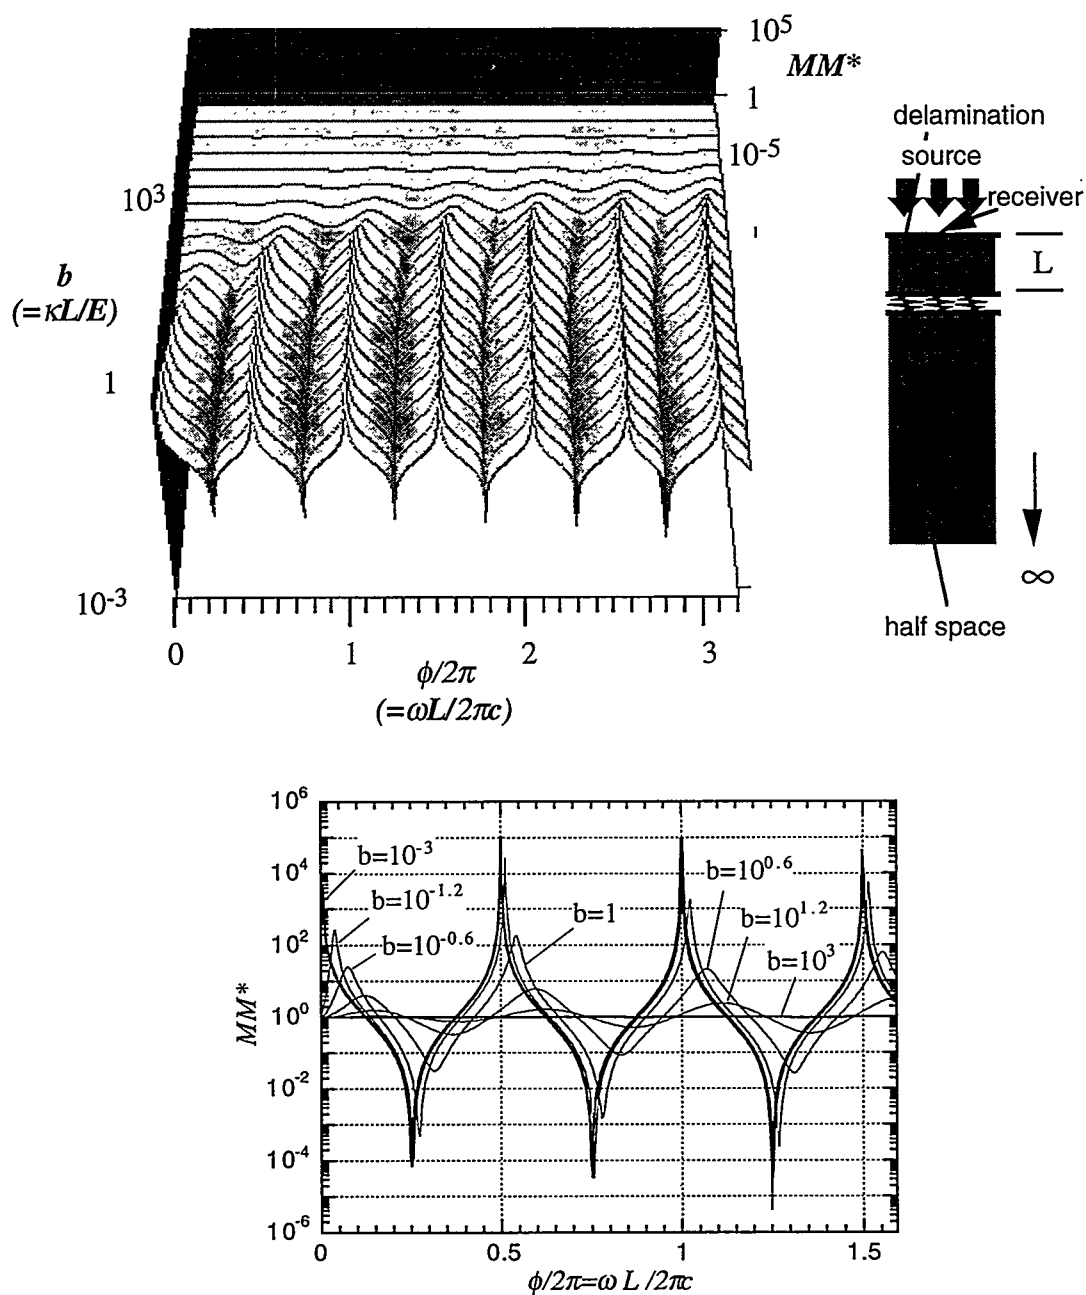 10^5
MM*
1
10^-5
10^3
b
(=κL/E)
1
10^-3
0
1
2
3
ϕ/2π
(=ωL/2πc)
delamination
source
receiver
L
∞
half space
10^6
10^4
10^2
10^0
10^-2
10^-4
10^-6
MM*
b=10^-3
b=10^-1.2
b=10^-0.6
b=1
b=10^0.6
b=10^1.2
b=10^3
0
0.5
1
1.5
ϕ/2π=ω L /2πc